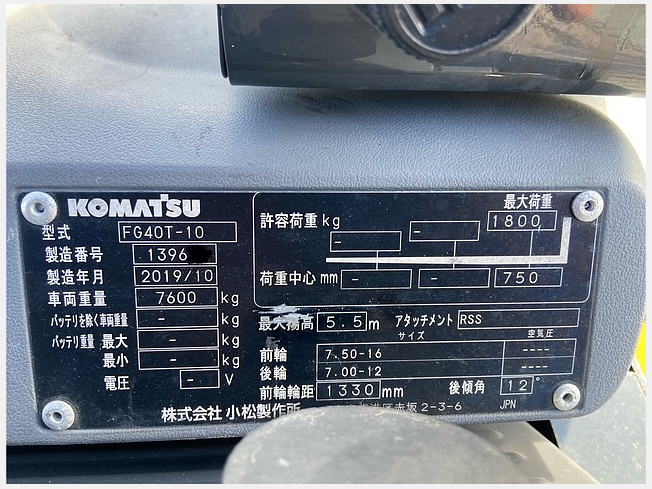 KOMATSU
型式 FG40T-10
製造番号 1396
製造年月 2019/10
車両重量 7600 kg
バッテリを除く車両重量 - kg
バッテリ重量 最大 - kg
最小 - kg
電圧 - V
最大荷重
許容荷重 kg - - 1800
荷重中心 mm - - 750
最大揚高 5.5 m アタッチメント RSS
サイズ 空気圧
前輪 7.50-16 ----
後輪 7.00-12 ----
前輪輪距 1330 mm 後傾角 12°
株式会社 小松製作所 区赤坂 2-3-6 JPN